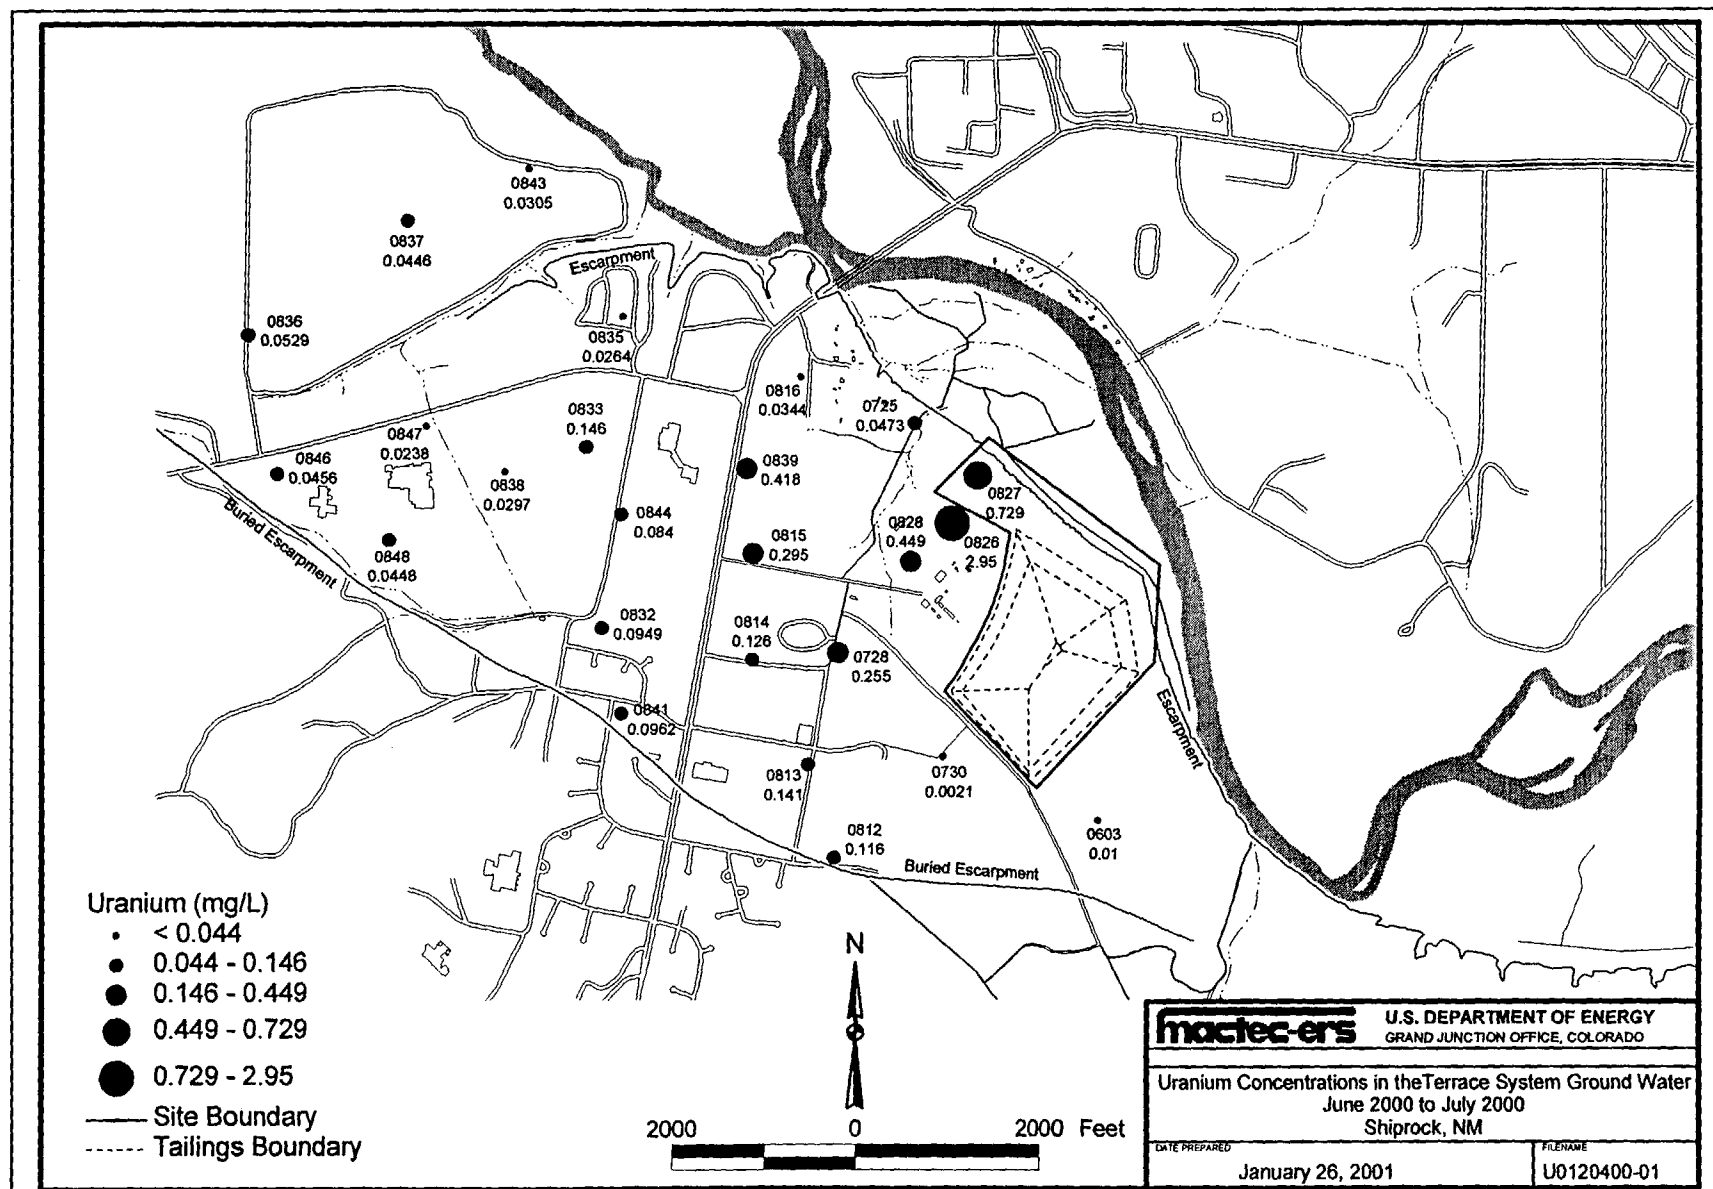 0843
0.0305
0837
0.0446
Escarpment
0836
0.0529
0835
0.0264
0816
0.0344
0725
0.0473
0833
0.146
0847
0.0238
0846
0.0456
0838
0.0297
0839
0.418
0827
0.729
0844
0.084
0828
0.449
0826
2.95
0815
0.295
Buried Escarpment
0848
0.0448
0832
0.0949
0814
0.126
0728
0.255
0841
0.0962
Escarpment
0813
0.141
0730
0.0021
0812
0.116
0603
0.01
Buried Escarpment
Uranium (mg/L)
< 0.044
0.044 - 0.146
0.146 - 0.449
0.449 - 0.729
0.729 - 2.95
Site Boundary
Tailings Boundary
N
2000 0 2000 Feet
mactec-ers
U.S. DEPARTMENT OF ENERGY
GRAND JUNCTION OFFICE, COLORADO
Uranium Concentrations in theTerrace System Ground Water
June 2000 to July 2000
Shiprock, NM
DATE PREPARED
January 26, 2001
FILENAME
U0120400-01